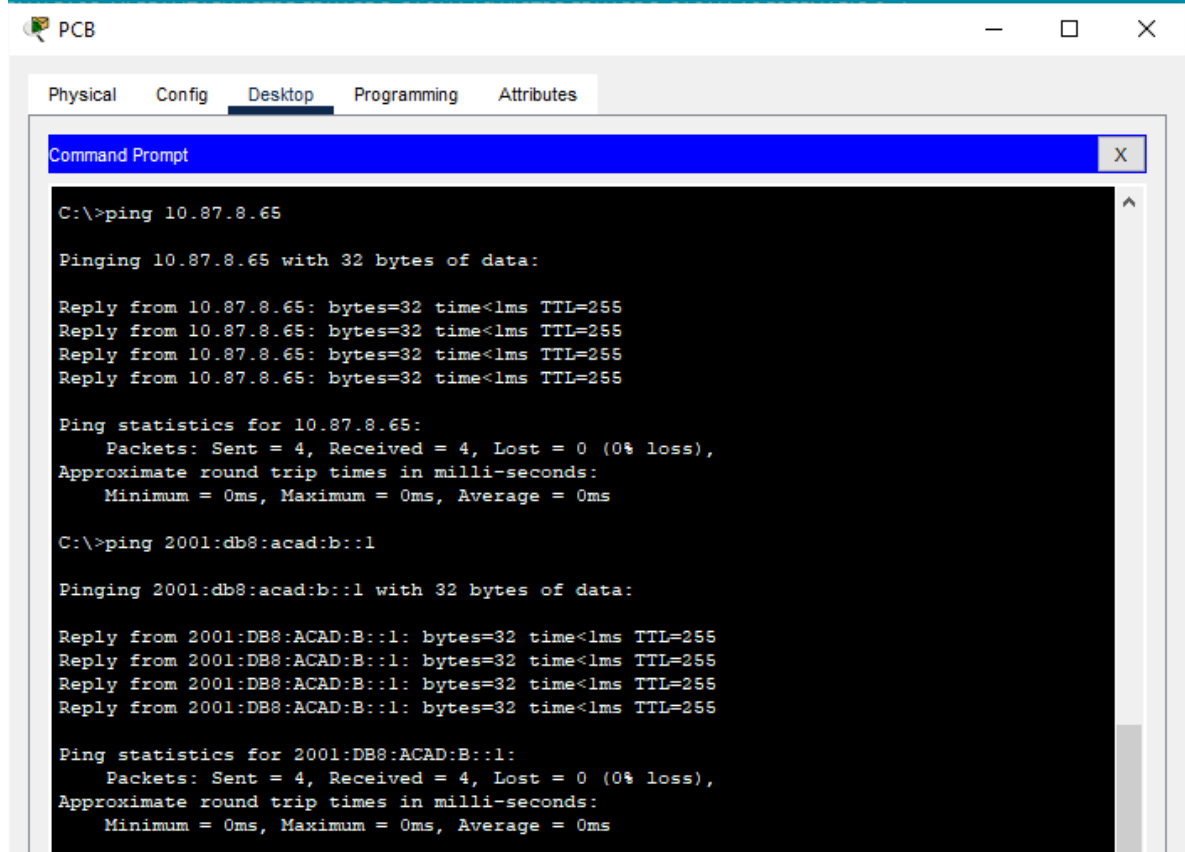 PCB
Physical Config Desktop Programming Attributes
Command Prompt X
C:\>ping 10.87.8.65
Pinging 10.87.8.65 with 32 bytes of data:
Reply from 10.87.8.65: bytes=32 time<1ms TTL=255
Reply from 10.87.8.65: bytes=32 time<1ms TTL=255
Reply from 10.87.8.65: bytes=32 time<1ms TTL=255
Reply from 10.87.8.65: bytes=32 time<1ms TTL=255
Ping statistics for 10.87.8.65:
    Packets: Sent = 4, Received = 4, Lost = 0 (0% loss),
Approximate round trip times in milli-seconds:
    Minimum = 0ms, Maximum = 0ms, Average = 0ms
C:\>ping 2001:db8:acad:b::1
Pinging 2001:db8:acad:b::1 with 32 bytes of data:
Reply from 2001:DB8:ACAD:B::1: bytes=32 time<1ms TTL=255
Reply from 2001:DB8:ACAD:B::1: bytes=32 time<1ms TTL=255
Reply from 2001:DB8:ACAD:B::1: bytes=32 time<1ms TTL=255
Reply from 2001:DB8:ACAD:B::1: bytes=32 time<1ms TTL=255
Ping statistics for 2001:DB8:ACAD:B::1:
    Packets: Sent = 4, Received = 4, Lost = 0 (0% loss),
Approximate round trip times in milli-seconds:
    Minimum = 0ms, Maximum = 0ms, Average = 0ms